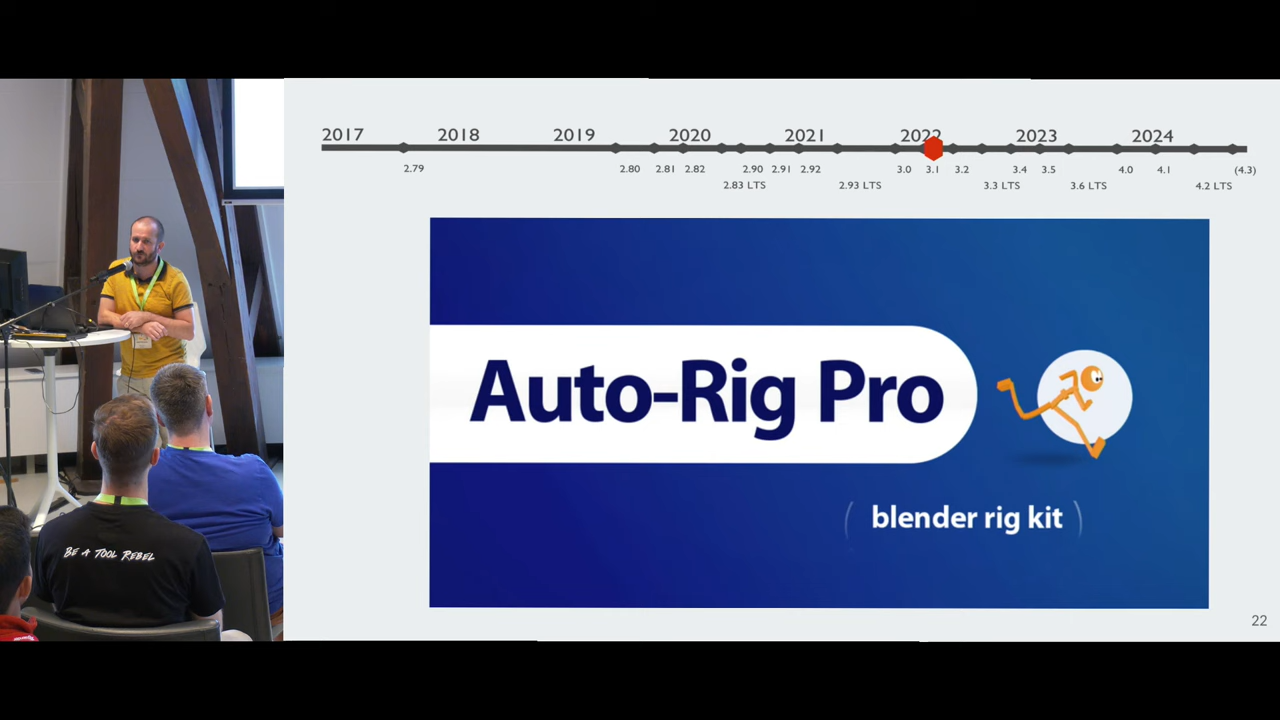 2017 2018 2019 2020 2021 2022 2023 2024
2.79 2.80 2.81 2.82 2.90 2.91 2.92 3.0 3.1 3.2 3.4 3.5 4.0 4.1 (4.3)
2.83 LTS 2.93 LTS 3.3 LTS 3.6 LTS 4.2 LTS
Auto-Rig Pro
( blender rig kit )
BE A TOOL REBEL
22